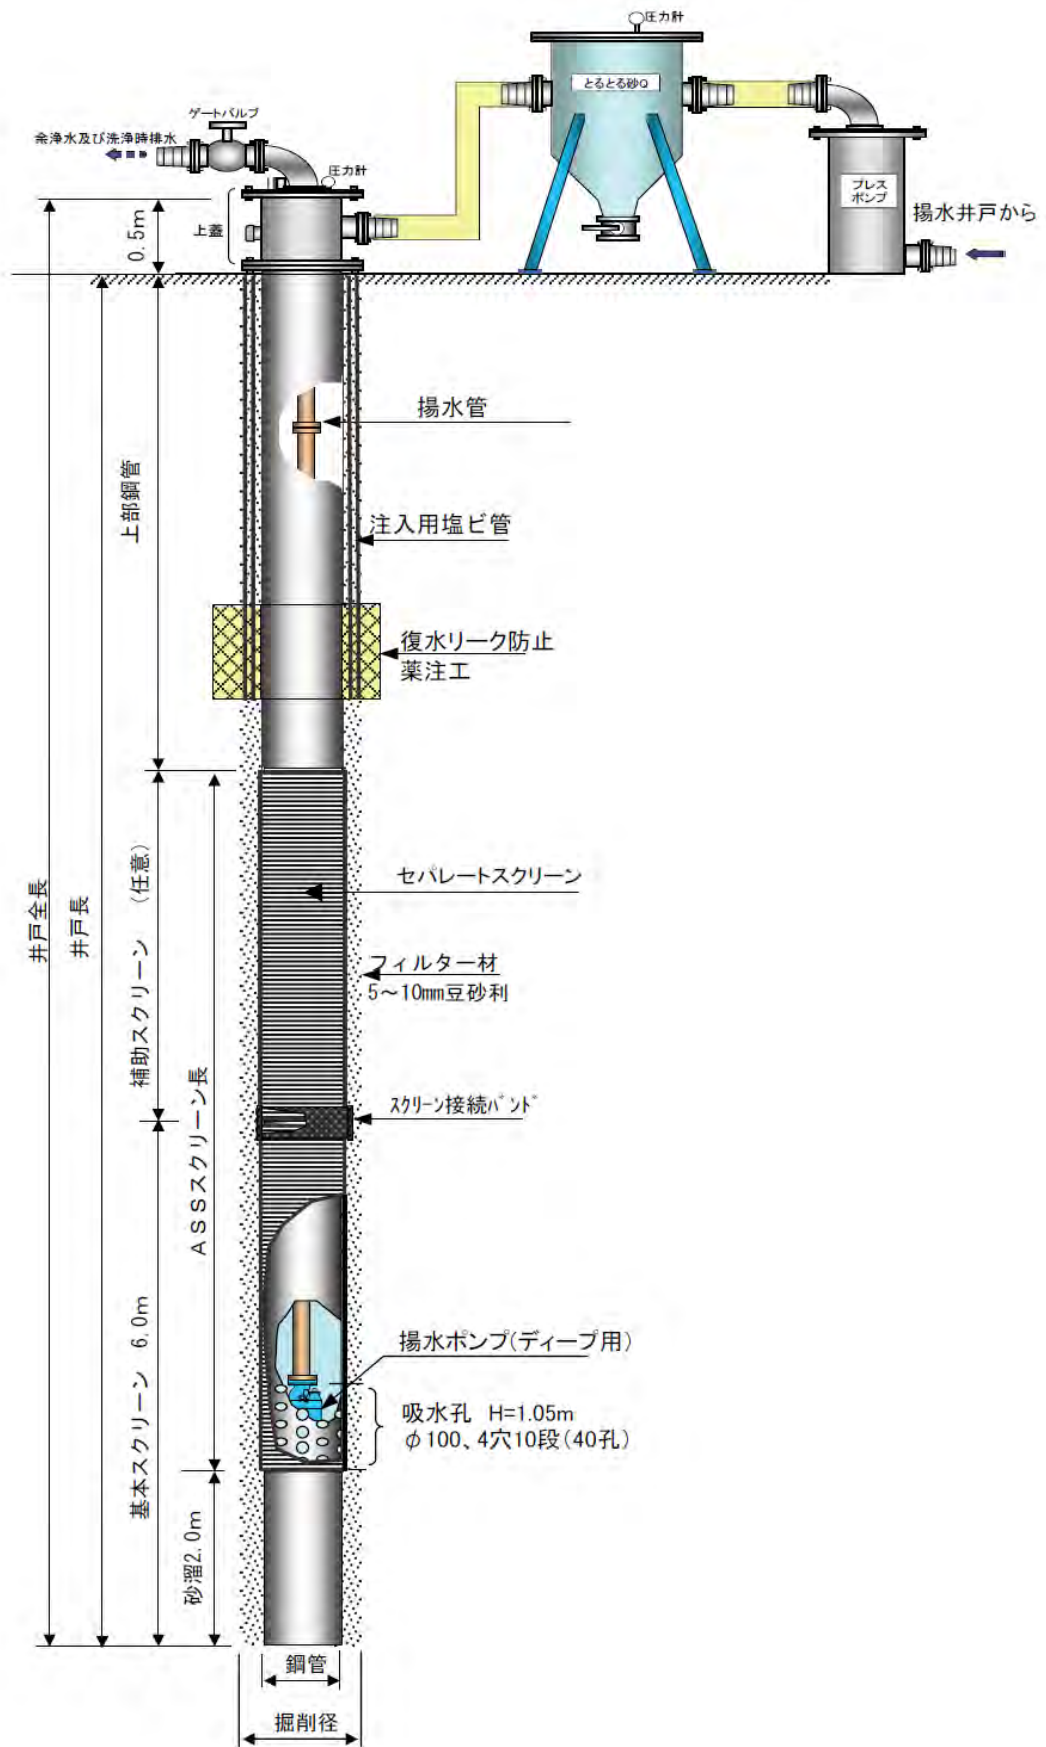 圧力計
とるとる砂Q
ゲートバルブ
余浄水及び洗浄時排水
圧力計
プレス
ポンプ
揚水井戸から
上蓋
0.5m
揚水管
上部鋼管
注入用塩ビ管
復水リーク防止
薬注工
セパレートスクリーン
補助スクリーン (任意)
井戸全長
井戸長
フィルター材
5~10mm豆砂利
ASSスクリーン長
スクリーン接続バンド
基本スクリーン 6.0m
揚水ポンプ(ディープ用)
吸水孔 H=1.05m
φ100、4穴10段(40孔)
砂溜2.0m
鋼管
掘削径